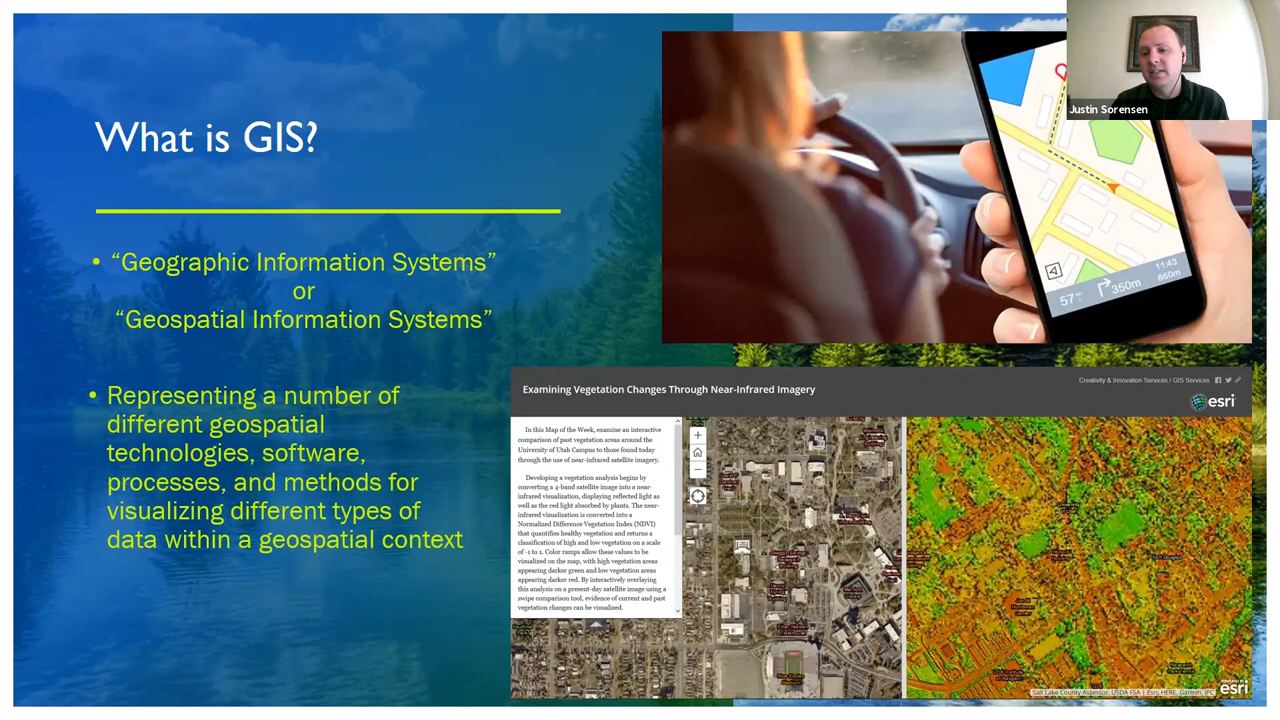 What is GIS?
• “Geographic Information Systems”
or
“Geospatial Information Systems”
• Representing a number of
different geospatial
technologies, software,
processes, and methods for
visualizing different types of
data within a geospatial context
Justin Sorensen
11:43
57
350m
660m
Examining Vegetation Changes Through Near-Infrared Imagery
Creativity & Innovation Services / GIS Services
esri
In this Map of the Week, examine an interactive
comparison of past vegetation areas around the
University of Utah Campus to those found today
through the use of near-infrared satellite imagery.
Developing a vegetation analysis begins by
converting a 4-band satellite image into a near-
infrared visualization, displaying reflected light as
well as the red light absorbed by plants. The near-
infrared visualization is converted into a
Normalized Difference Vegetation Index (NDVI)
that quantifies healthy vegetation and returns a
classification of high and low vegetation on a scale
of -1 to 1. Color ramps allow these values to be
visualized on the map, with high vegetation areas
appearing darker green and low vegetation areas
appearing darker red. By interactively overlaying
this analysis on a present-day satellite image using a
swipe comparison tool, evidence of current and past
vegetation changes can be visualized.
Salt Lake County Assessor, USDA FSA | Esri, HERE, Garmin, iPC
esri